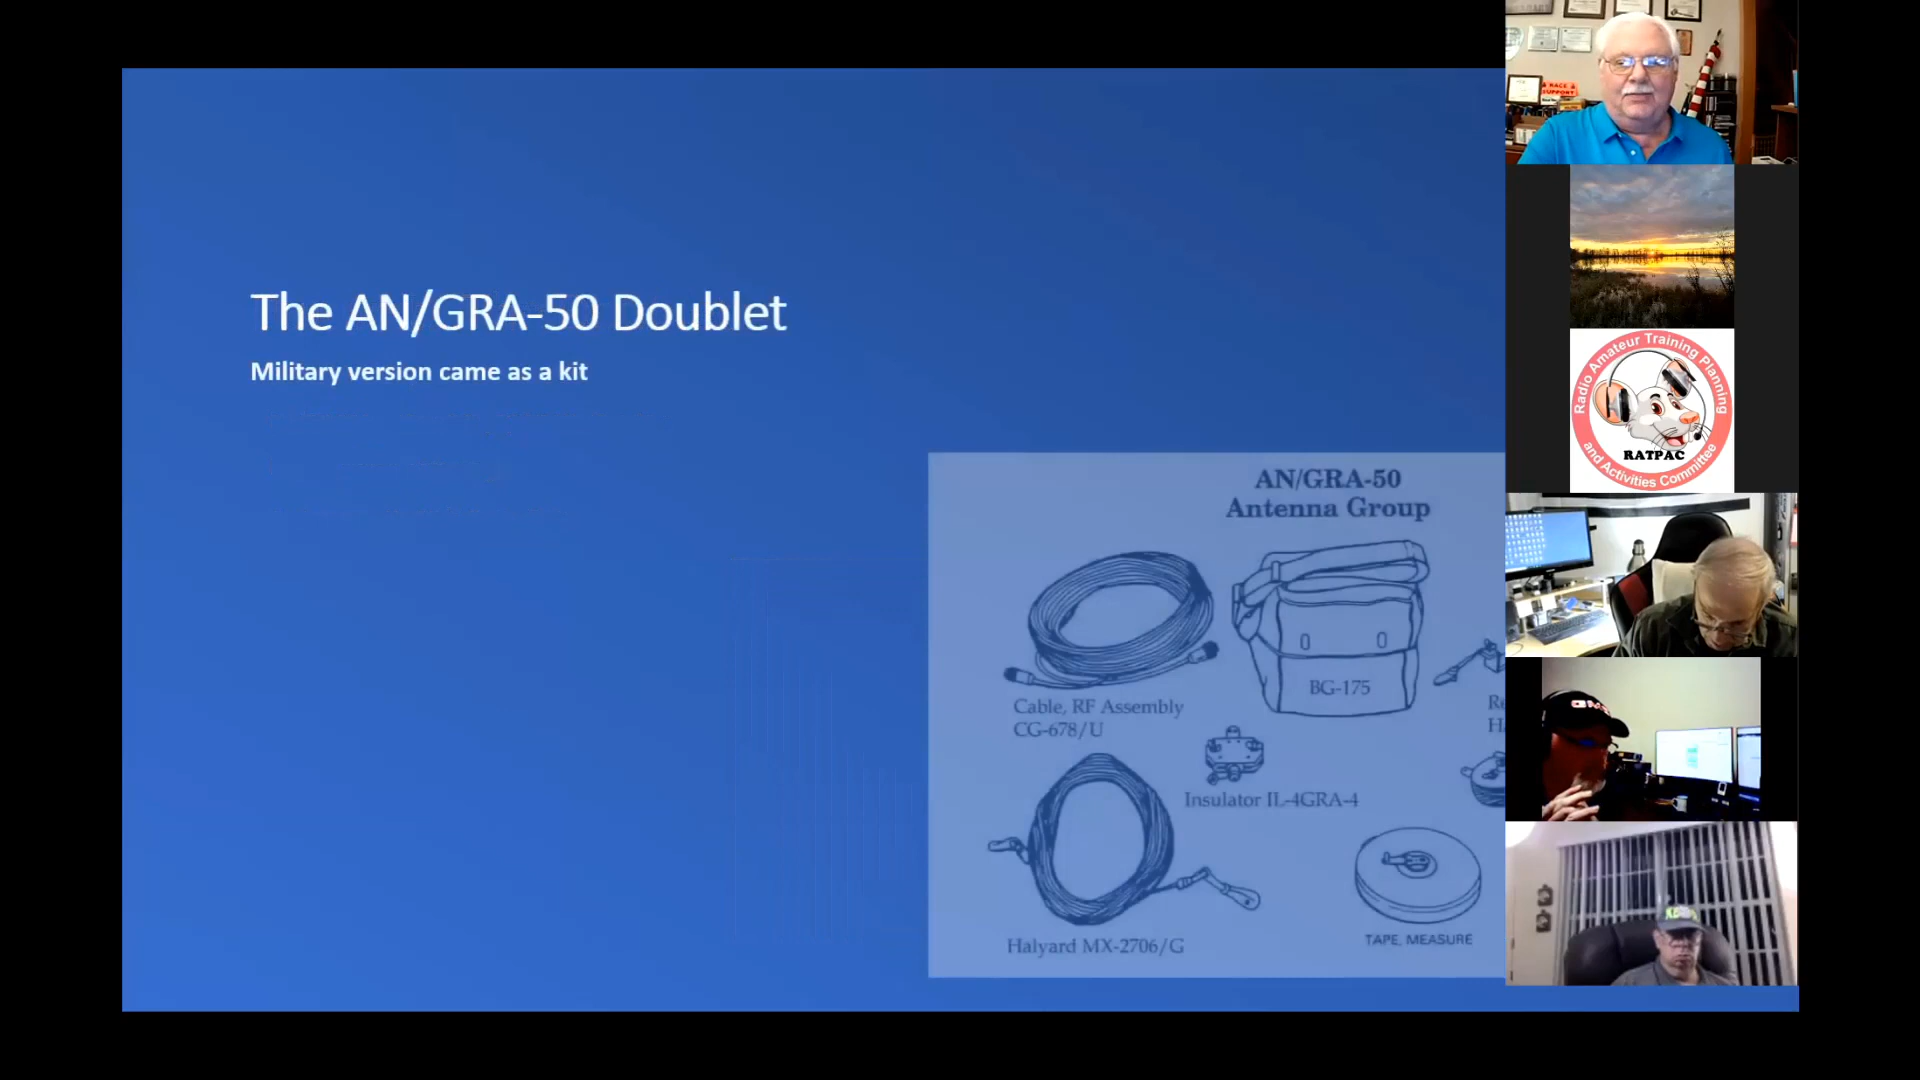 The AN/GRA-50 Doublet
Military version came as a kit
AN/GRA-50
Antenna Group
Cable, RF Assembly
CG-678/U
BG-175
Insulator IL-4GRA-4
Halyard MX-2706/G
TAPE, MEASURE
Radio Amateur Training Planning
and Activities Committee
RATPAC